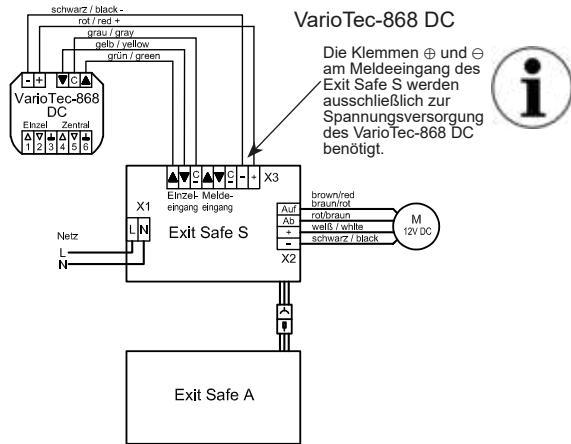 VarioTec-868 DC
schwarz / black -
rot / red +
grau / gray
gelb / yellow
grün / green
- + ▼ C ▲
VarioTec-868
DC
Einzel Zentral
1 2 3 4 5 6
Die Klemmen ⊕ und ⊖
am Meldeeingang des
Exit Safe S werden
ausschließlich zur
Spannungsversorgung
des VarioTec-868 DC
benötigt.
i
▲ ▼ C ▲ ▼ C - + X3
Einzel- Melde-
eingang eingang
X1
L N
Exit Safe S
Netz
L
N
Auf
Ab
+
-
X2
brown/red
braun/rot
rot/braun
weiß / white
schwarz / black
M
12V DC
Exit Safe A